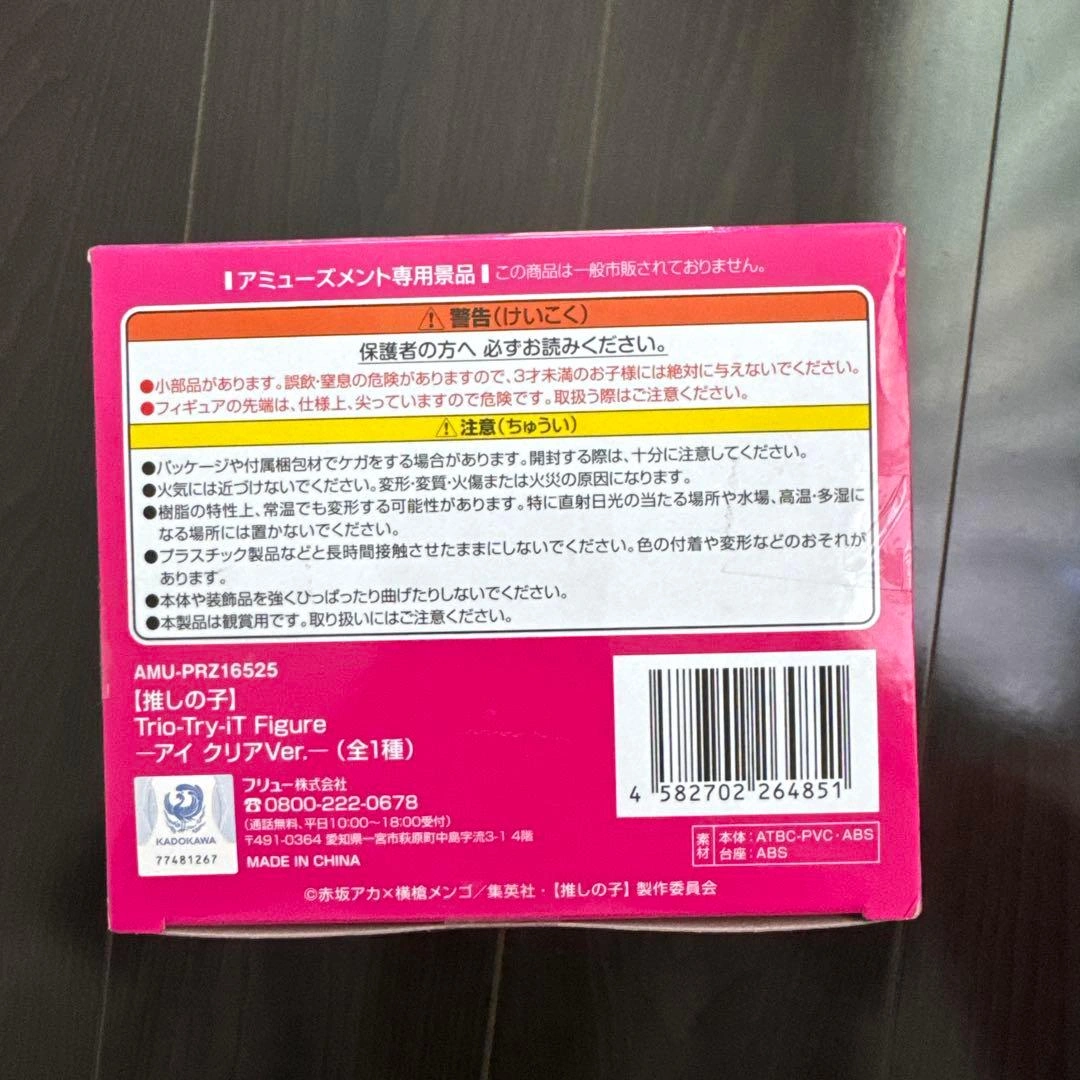 アミューズメント専用景品 この商品は一般市販されておりません。
⚠警告(けいこく)
保護者の方へ 必ずお読みください。
●小部品があります。誤飲・窒息の危険がありますので、3才未満のお子様には絶対に与えないでください。
●フィギュアの先端は、仕様上、尖っていますので危険です。取扱う際はご注意ください。
⚠注意(ちゅうい)
●パッケージや付属梱包材でケガをする場合があります。開封する際は、十分に注意してください。
●火気には近づけないでください。変形・変質・火傷または火災の原因になります。
●樹脂の特性上、常温でも変形する可能性があります。特に直射日光の当たる場所や水場、高温・多湿に
なる場所には置かないでください。
●プラスチック製品などと長時間接触させたままにしないでください。色の付着や変形などのおそれが
あります。
●本体や装飾品を強くひっぱったり曲げたりしないでください。
●本製品は観賞用です。取り扱いにはご注意ください。
AMU-PRZ16525
【推しの子】
Trio-Try-iT Figure
―アイ クリアVer.―(全1種)
KADOKAWA
77481267
フリュー株式会社
☎0800-222-0678
(通話無料、平日10:00~18:00受付)
〒491-0364 愛知県一宮市萩原町中島字流3-1 4階
MADE IN CHINA
4 582702 264851
素材
本体:ATBC-PVC・ABS
台座:ABS
©赤坂アカ×横槍メンゴ/集英社・【推しの子】製作委員会